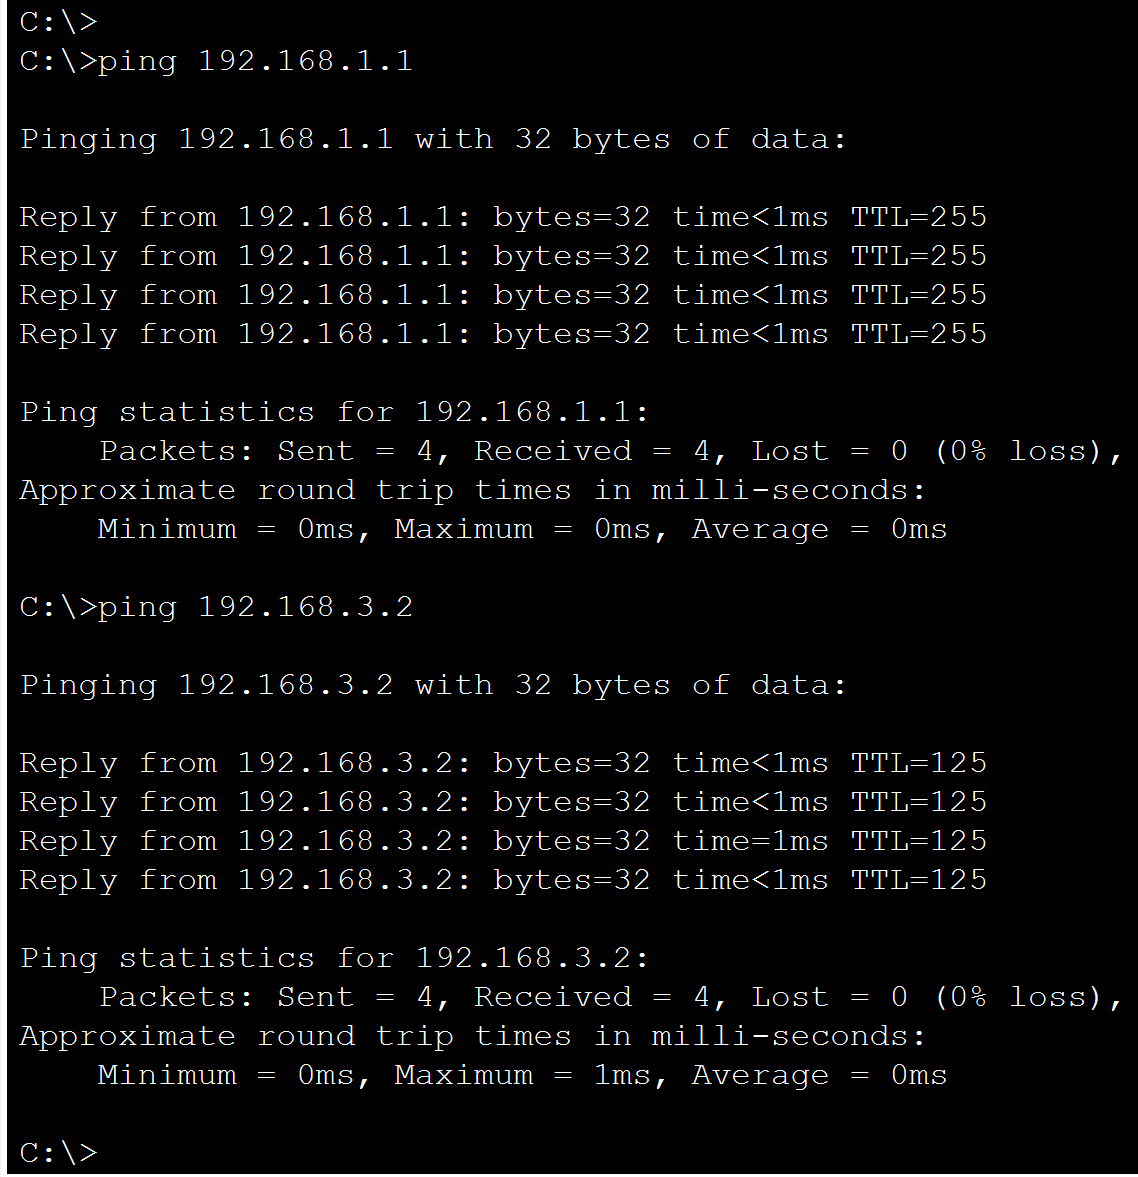 C:\>
C:\>ping 192.168.1.1
Pinging 192.168.1.1 with 32 bytes of data:
Reply from 192.168.1.1: bytes=32 time<1ms TTL=255
Reply from 192.168.1.1: bytes=32 time<1ms TTL=255
Reply from 192.168.1.1: bytes=32 time<1ms TTL=255
Reply from 192.168.1.1: bytes=32 time<1ms TTL=255
Ping statistics for 192.168.1.1:
    Packets: Sent = 4, Received = 4, Lost = 0 (0% loss),
Approximate round trip times in milli-seconds:
    Minimum = 0ms, Maximum = 0ms, Average = 0ms
C:\>ping 192.168.3.2
Pinging 192.168.3.2 with 32 bytes of data:
Reply from 192.168.3.2: bytes=32 time<1ms TTL=125
Reply from 192.168.3.2: bytes=32 time<1ms TTL=125
Reply from 192.168.3.2: bytes=32 time=1ms TTL=125
Reply from 192.168.3.2: bytes=32 time<1ms TTL=125
Ping statistics for 192.168.3.2:
    Packets: Sent = 4, Received = 4, Lost = 0 (0% loss),
Approximate round trip times in milli-seconds:
    Minimum = 0ms, Maximum = 1ms, Average = 0ms
C:\>